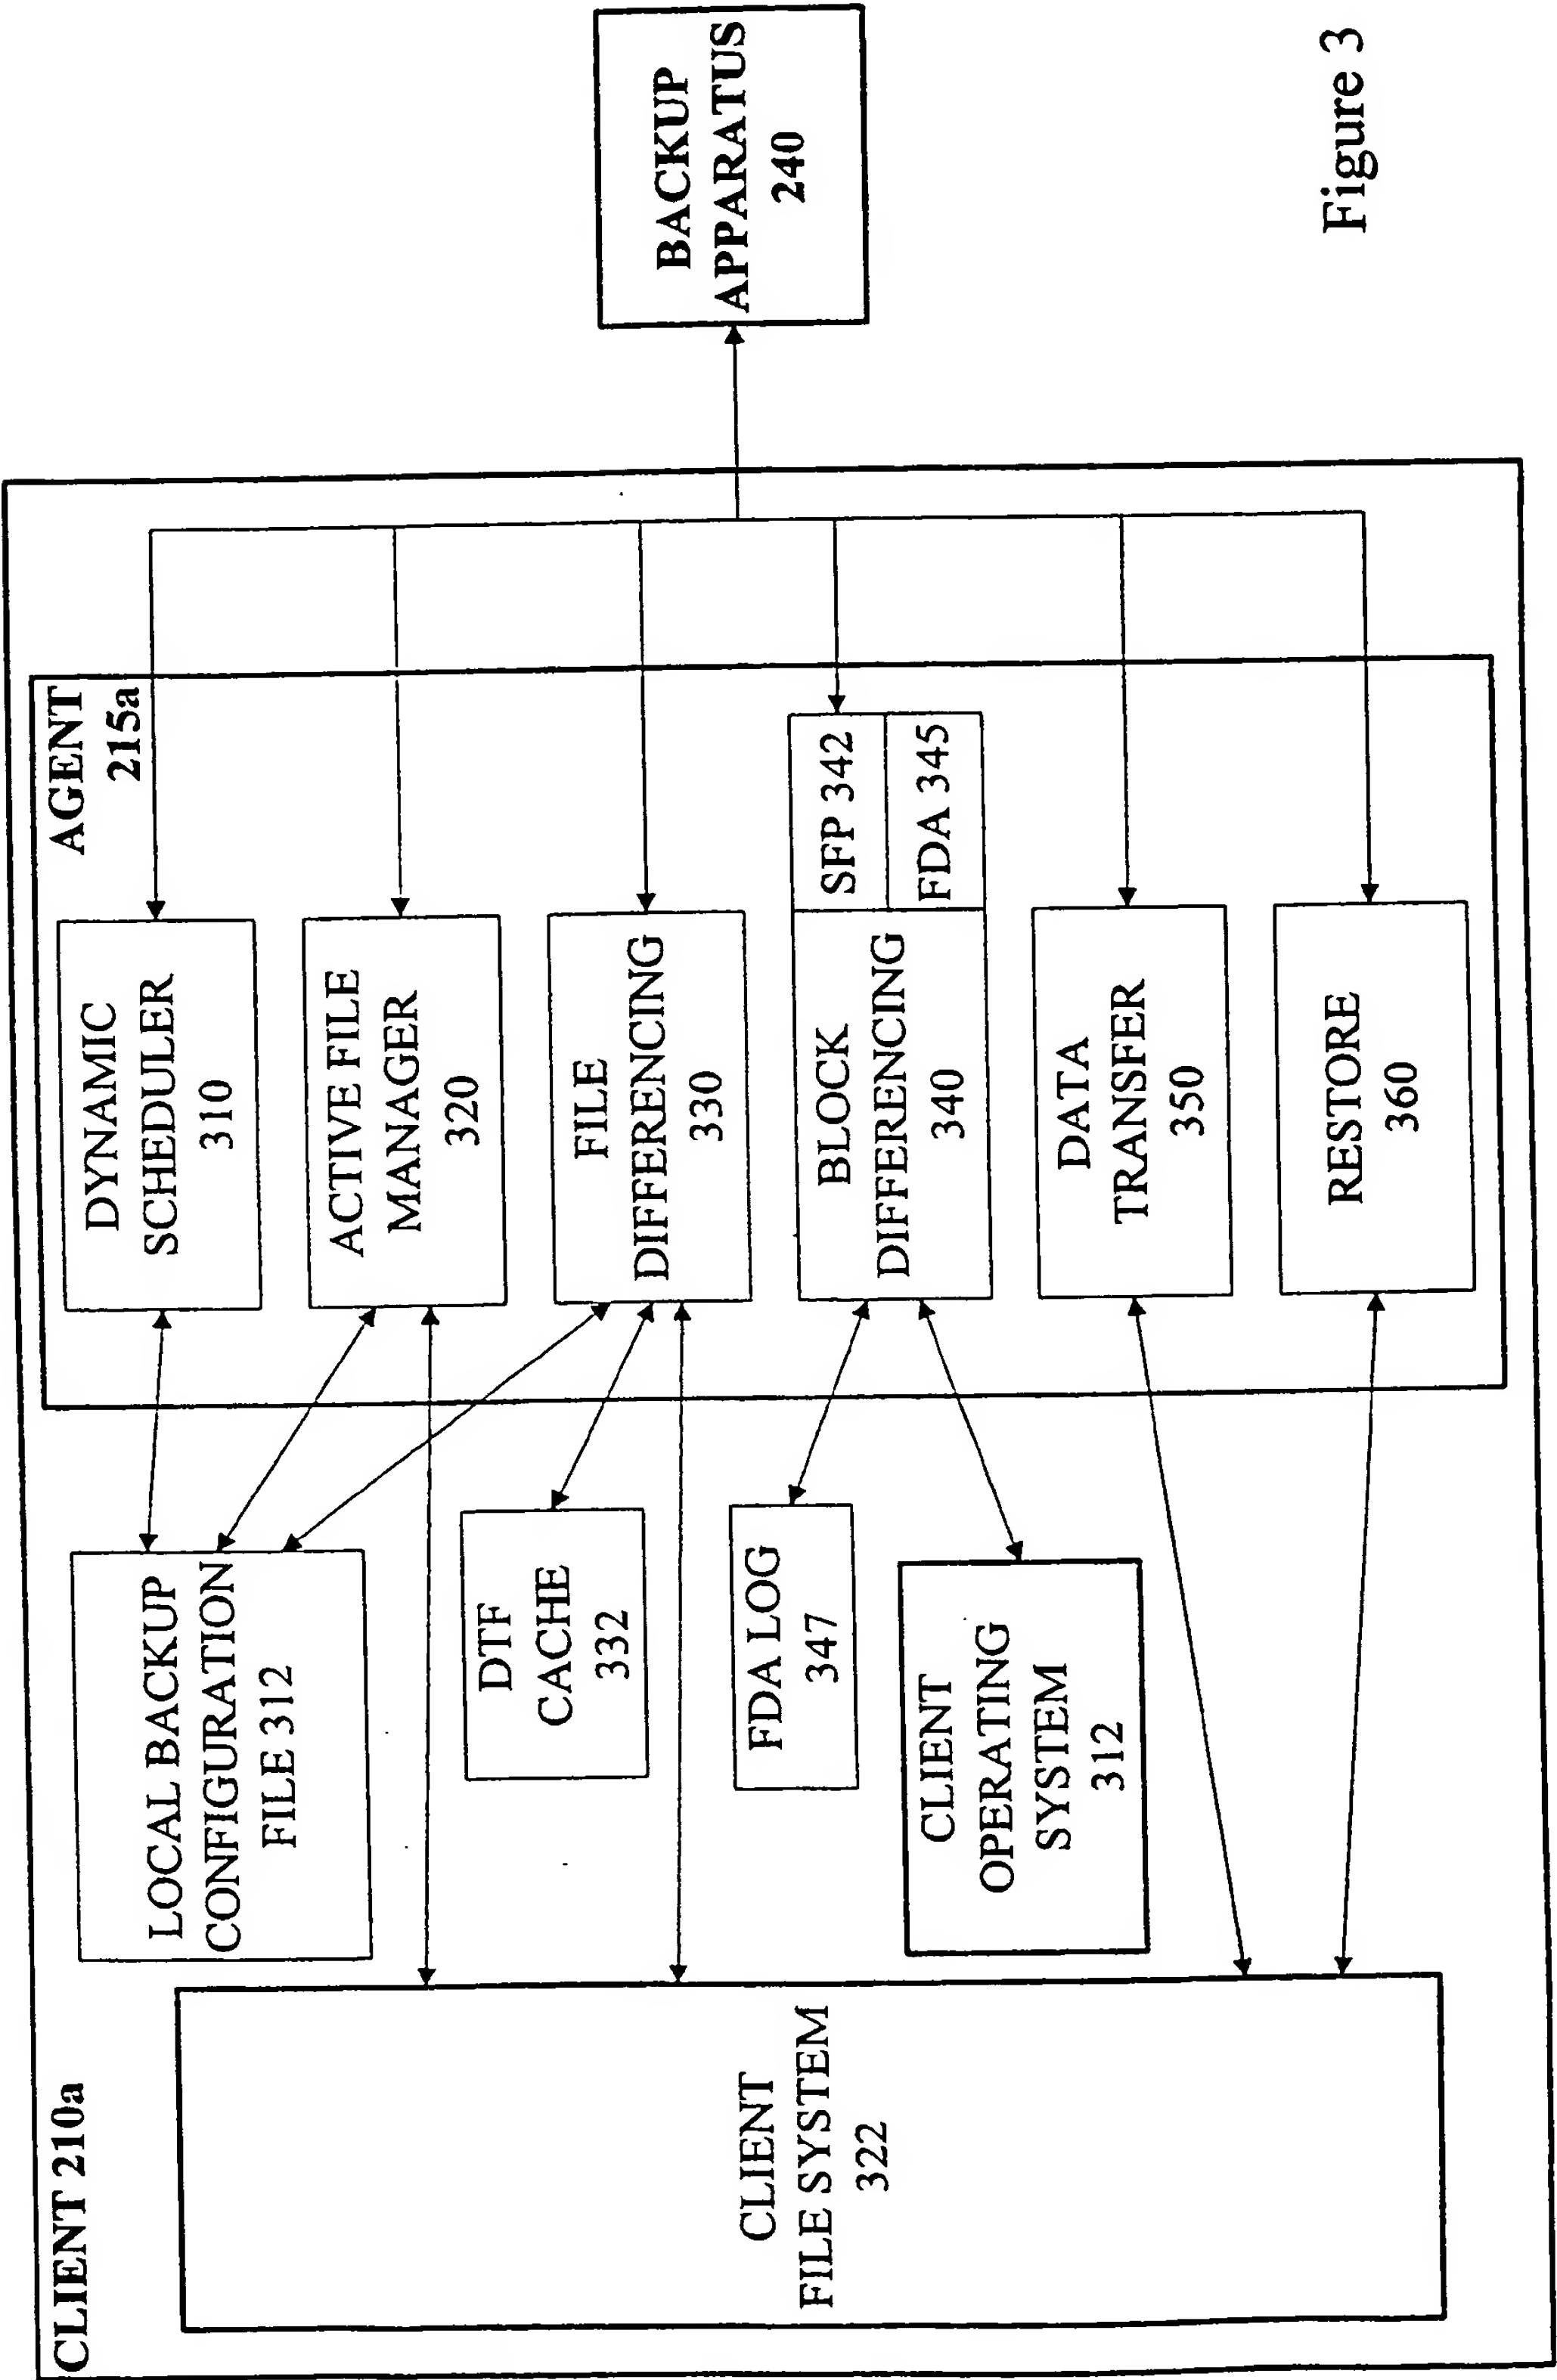 CLIENT 210a
CLIENT
FILE SYSTEM
322
LOCAL BACKUP
CONFIGURATION
FILE 312
DTF
CACHE
332
FDA LOG
347
CLIENT
OPERATING
SYSTEM
312
AGENT
215a
DYNAMIC
SCHEDULER
310
ACTIVE FILE
MANAGER
320
FILE
DIFFERENCING
330
BLOCK
DIFFERENCING
340
SFP 342
FDA 345
DATA
TRANSFER
350
RESTORE
360
BACKUP
APPARATUS
240
Figure 3